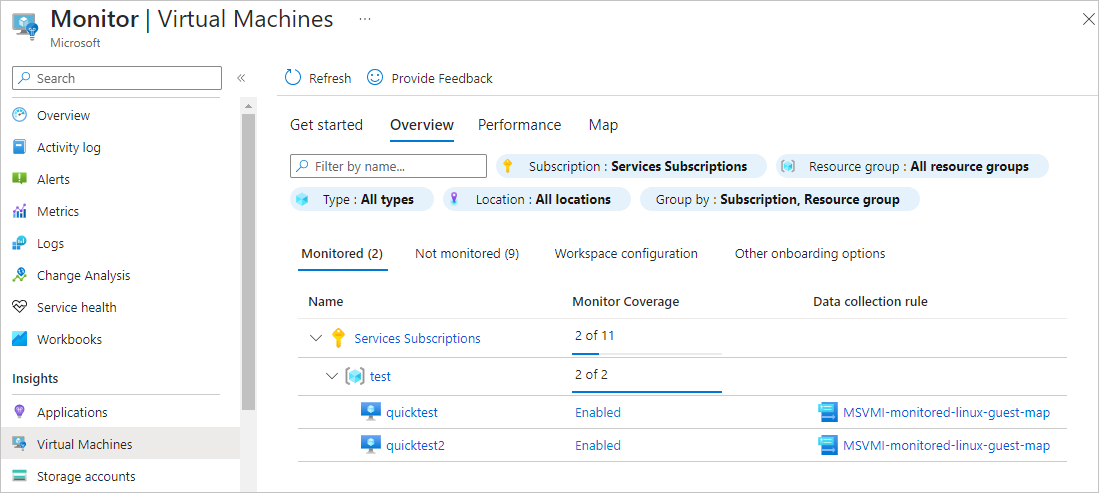 Monitor | Virtual Machines ...
Microsoft
Search «
Overview
Activity log
Alerts
Metrics
Logs
Change Analysis
Service health
Workbooks
Insights
Applications
Virtual Machines
Storage accounts
Refresh Provide Feedback
Get started Overview Performance Map
Filter by name... Subscription : Services Subscriptions Resource group : All resource groups
Type : All types Location : All locations Group by : Subscription, Resource group
Monitored (2) Not monitored (9) Workspace configuration Other onboarding options
Name Monitor Coverage Data collection rule
Services Subscriptions 2 of 11
test 2 of 2
quicktest Enabled MSVMI-monitored-linux-guest-map
quicktest2 Enabled MSVMI-monitored-linux-guest-map